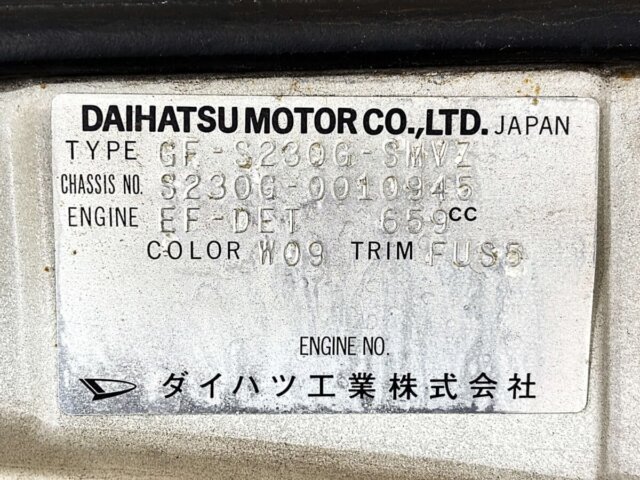 DAIHATSU MOTOR CO.,LTD. JAPAN
TYPE GF-S230G-SMVZ
CHASSIS NO. S230G-0010945
ENGINE EF-DET 659cc
COLOR W09 TRIM FUS5
ENGINE NO.
ダイハツ工業株式会社